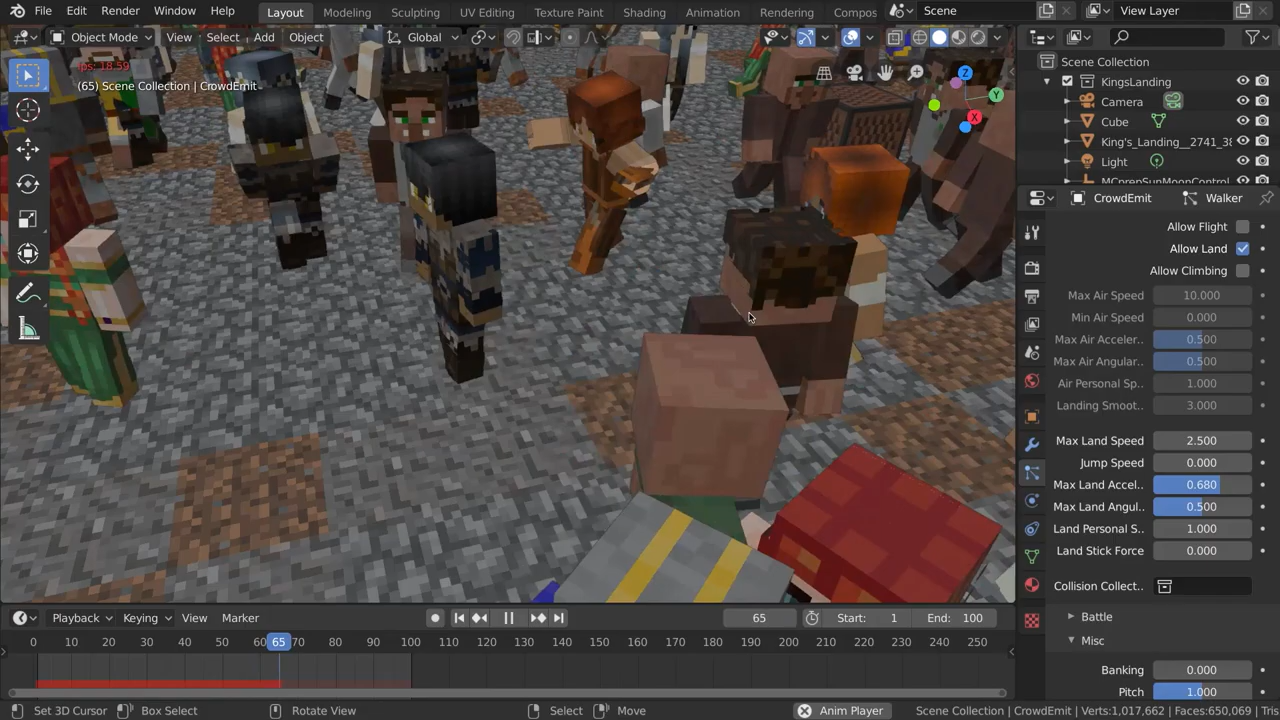 File Edit Render Window Help Layout Modeling Sculpting UV Editing Texture Paint Shading Animation Rendering Compos Scene View Layer
Object Mode View Select Add Object Global
fps: 18.59
(65) Scene Collection | CrowdEmit
Z
Y
X
Scene Collection
KingsLanding
Camera
Cube
King's_Landing__2741_38
Light
MCprepSunMoonControl
CrowdEmit Walker
Allow Flight
Allow Land
Allow Climbing
Max Air Speed 10.000
Min Air Speed 0.000
Max Air Acceler.. 0.500
Max Air Angular.. 0.500
Air Personal Sp.. 1.000
Landing Smoot.. 3.000
Max Land Speed 2.500
Jump Speed 0.000
Max Land Accel.. 0.680
Max Land Angul.. 0.500
Land Personal S.. 1.000
Land Stick Force 0.000
Collision Collect..
Battle
Misc
Banking 0.000
Pitch 1.000
Playback Keying View Marker 65 Start: 1 End: 100
0 10 20 30 40 50 60 65 70 80 90 100 110 120 130 140 150 160 170 180 190 200 210 220 230 240 250
Set 3D Cursor Box Select Rotate View Select Move Anim Player Scene Collection | CrowdEmit | Verts:1,017,662 | Faces:650,069 | Tris